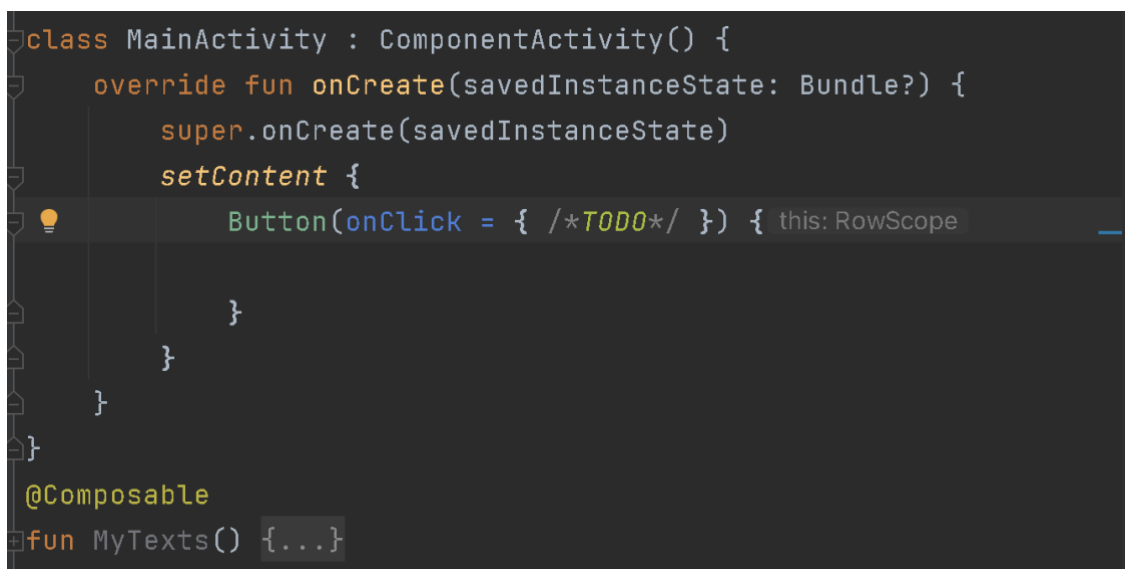 class MainActivity : ComponentActivity() {
override fun onCreate(savedInstanceState: Bundle?) {
super.onCreate(savedInstanceState)
setContent {
Button(onClick = { /*TODO*/ }) { this: RowScope
}
}
}
}
@Composable
fun MyTexts() {...}